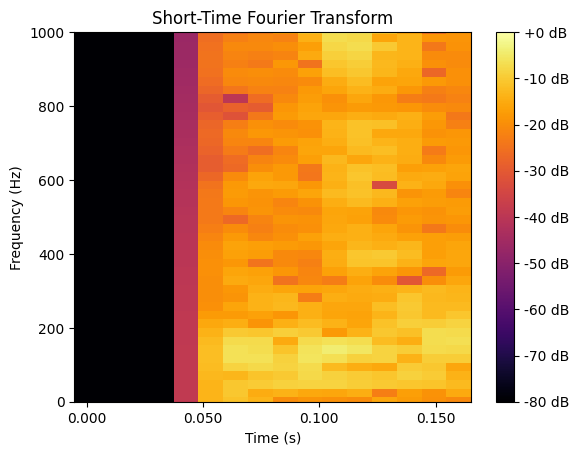 Short-Time Fourier Transform
1000
800
600
400
200
0
Frequency (Hz)
0.000
0.050
0.100
0.150
Time (s)
+0 dB
-10 dB
-20 dB
-30 dB
-40 dB
-50 dB
-60 dB
-70 dB
-80 dB